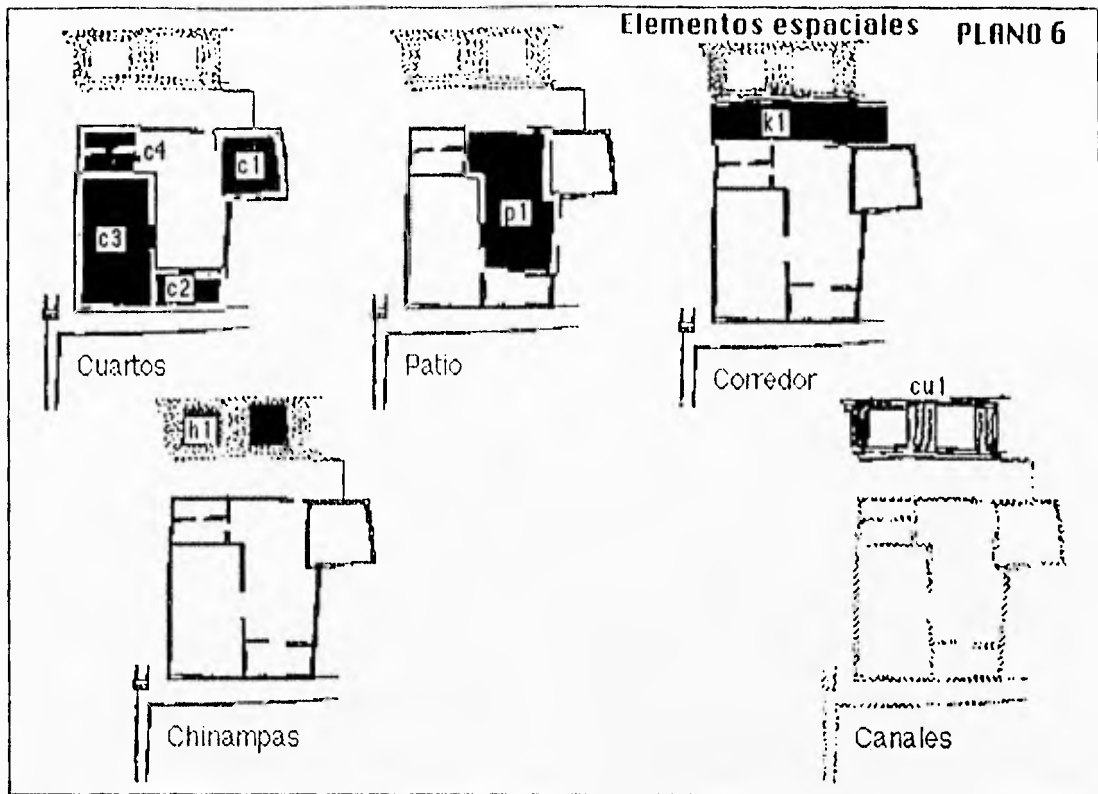 Elementos espaciales PLANO 6
c4
c1
c3
c2
Cuartos
p1
Patio
k1
Corredor
h1
Chinampas
cu1
Canales